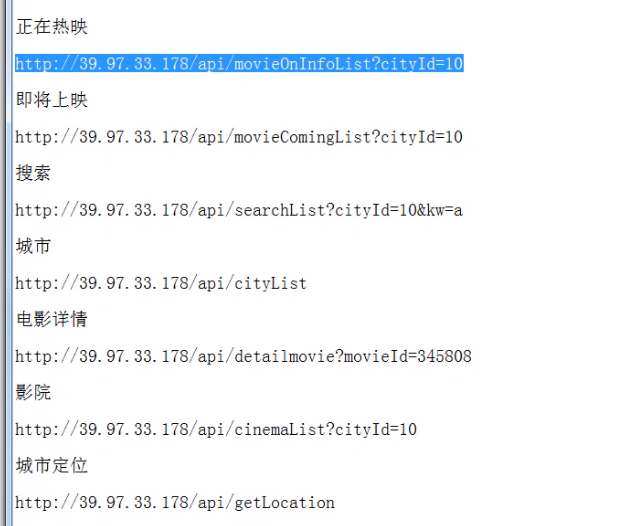 正在热映
http://39.97.33.178/api/movieOnInfoList?cityId=10
即将上映
http://39.97.33.178/api/movieComingList?cityId=10
搜索
http://39.97.33.178/api/searchList?cityId=10&kw=a
城市
http://39.97.33.178/api/cityList
电影详情
http://39.97.33.178/api/detailmovie?movieId=345808
影院
http://39.97.33.178/api/cinemaList?cityId=10
城市定位
http://39.97.33.178/api/getLocation